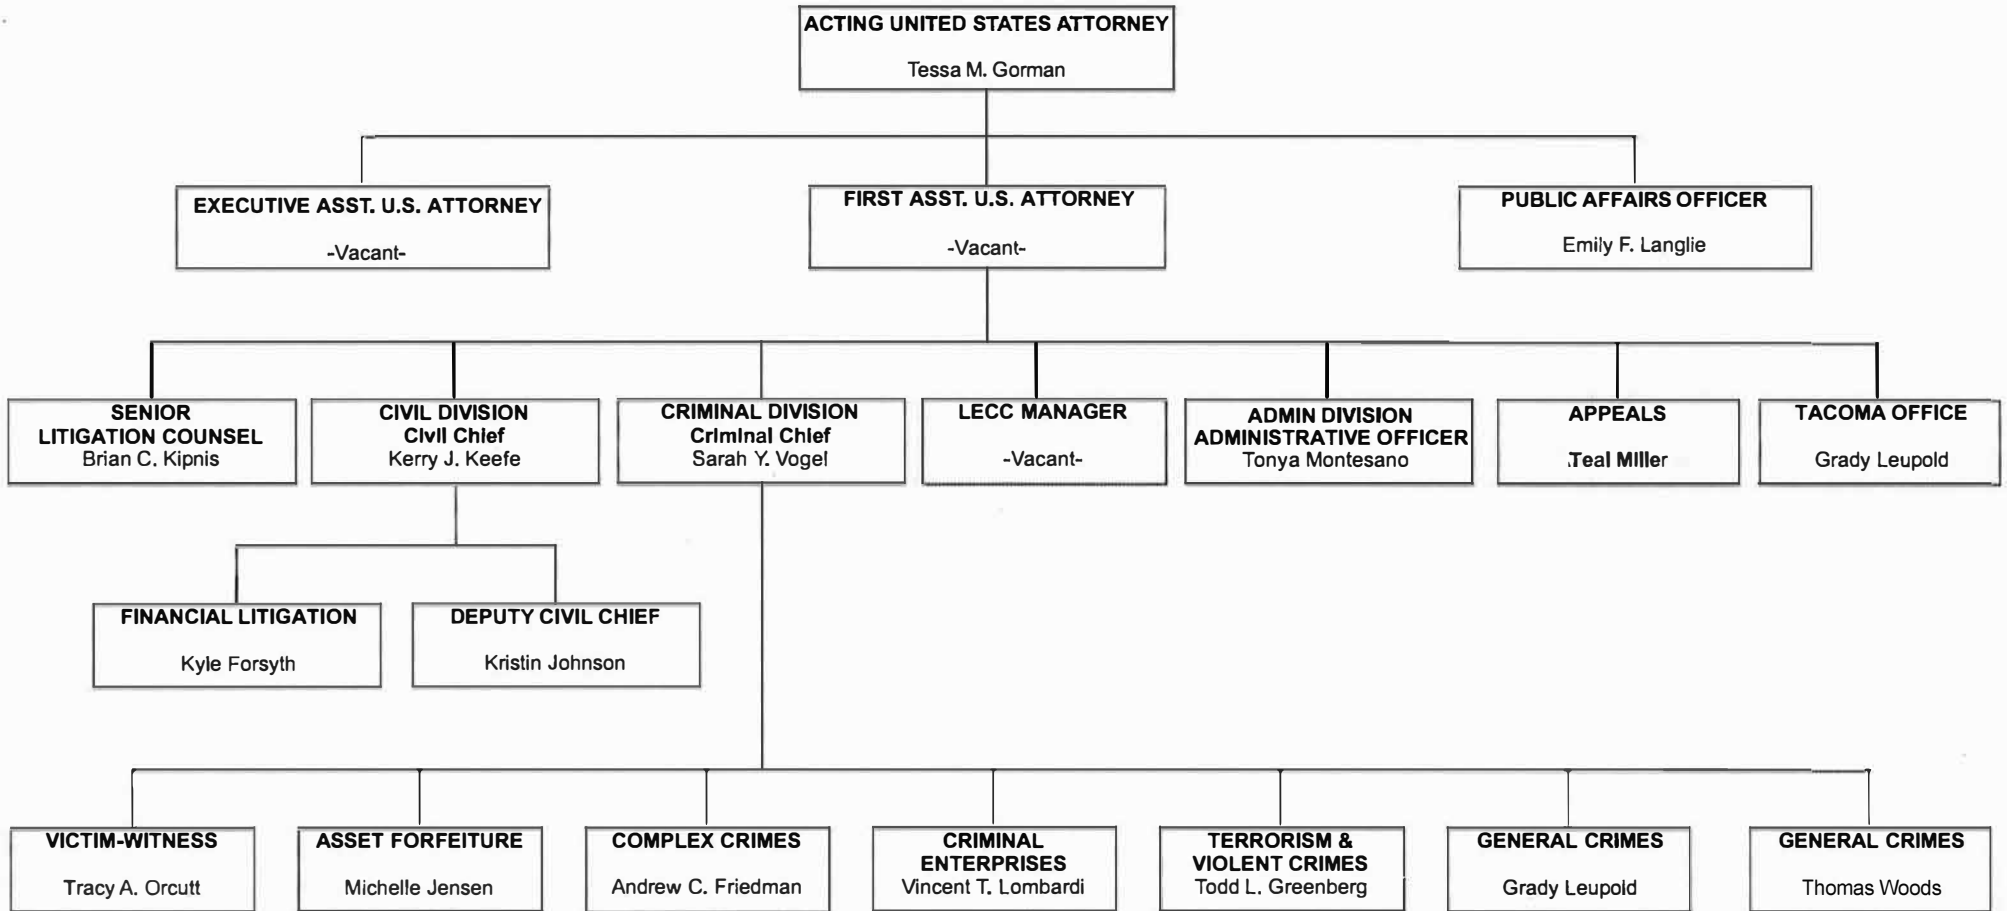 ACTING UNITED STATES ATTORNEY
Tessa M. Gorman
EXECUTIVE ASST. U.S. ATTORNEY
-Vacant-
FIRST ASST. U.S. ATTORNEY
-Vacant-
PUBLIC AFFAIRS OFFICER
Emily F. Langlie
SENIOR
LITIGATION COUNSEL
Brian C. Kipnis
CIVIL DIVISION
Civil Chief
Kerry J. Keefe
CRIMINAL DIVISION
Criminal Chief
Sarah Y. Vogel
LECC MANAGER
-Vacant-
ADMIN DIVISION
ADMINISTRATIVE OFFICER
Tonya Montesano
APPEALS
Teal Miller
TACOMA OFFICE
Grady Leupold
FINANCIAL LITIGATION
Kyle Forsyth
DEPUTY CIVIL CHIEF
Kristin Johnson
VICTIM-WITNESS
Tracy A. Orcutt
ASSET FORFEITURE
Michelle Jensen
COMPLEX CRIMES
Andrew C. Friedman
CRIMINAL
ENTERPRISES
Vincent T. Lombardi
TERRORISM &
VIOLENT CRIMES
Todd L. Greenberg
GENERAL CRIMES
Grady Leupold
GENERAL CRIMES
Thomas Woods